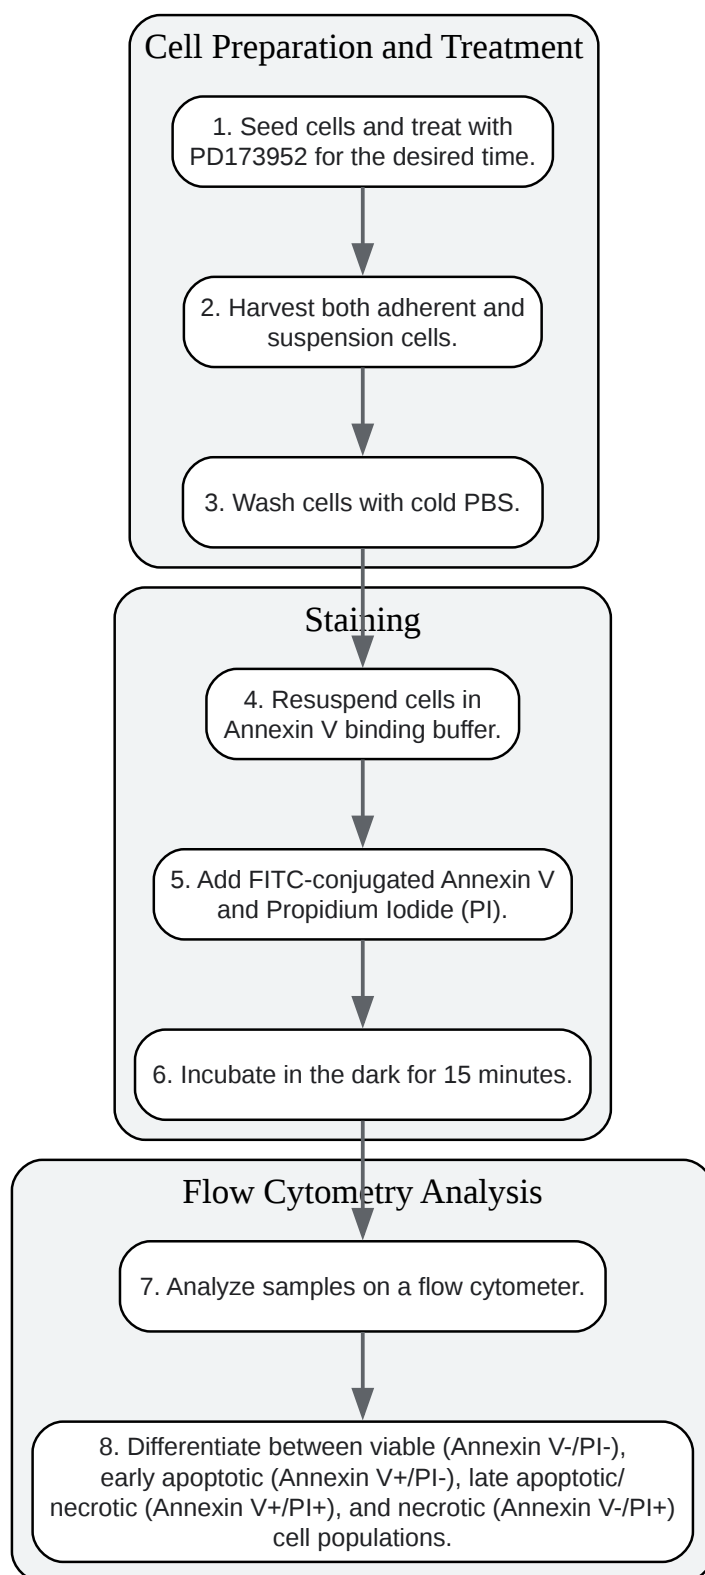 Cell Preparation and Treatment
1. Seed cells and treat with
PD173952 for the desired time.
2. Harvest both adherent and
suspension cells.
3. Wash cells with cold PBS.
Staining
4. Resuspend cells in
Annexin V binding buffer.
5. Add FITC-conjugated Annexin V
and Propidium Iodide (PI).
6. Incubate in the dark for 15 minutes.
Flow Cytometry Analysis
7. Analyze samples on a flow cytometer.
8. Differentiate between viable (Annexin V-/PI-),
early apoptotic (Annexin V+/PI-), late apoptotic/
necrotic (Annexin V+/PI+), and necrotic (Annexin V-/PI+)
cell populations.